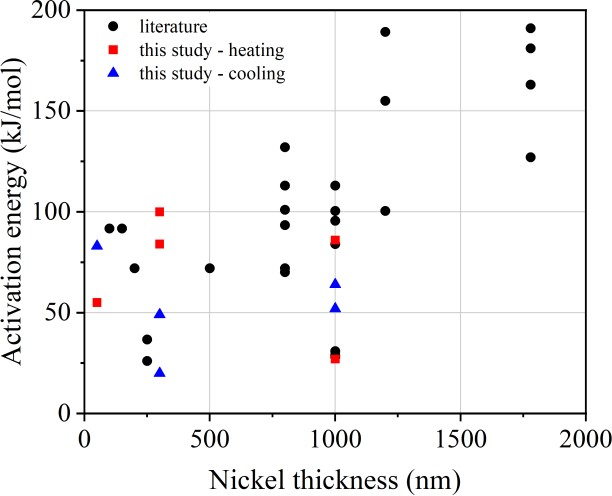 200
150
100
50
0
Activation energy (kJ/mol)
literature
this study - heating
this study - cooling
0 500 1000 1500 2000
Nickel thickness (nm)